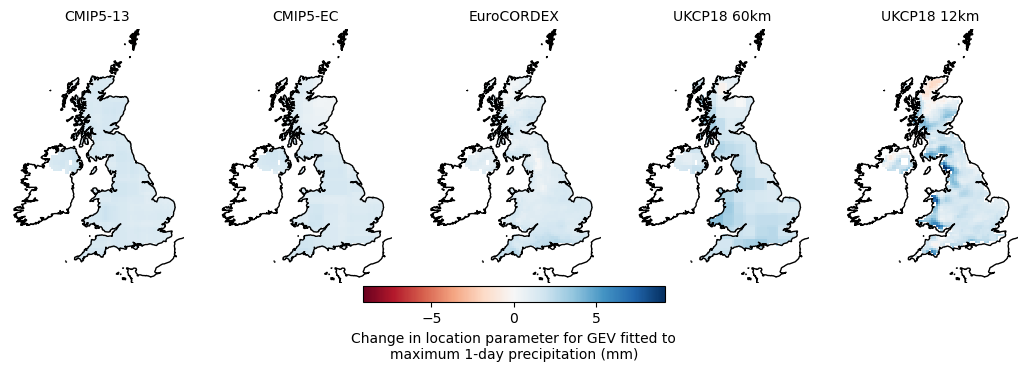 CMIP5-13
CMIP5-EC
EuroCORDEX
UKCP18 60km
UKCP18 12km
−5
0
5
Change in location parameter for GEV fitted to
maximum 1-day precipitation (mm)